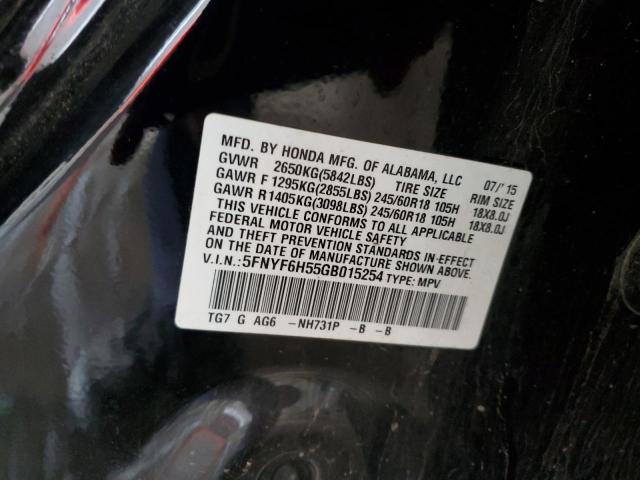 MFD. BY HONDA MFG. OF ALABAMA, LLC 07/'15
GVWR 2650KG(5842LBS) TIRE SIZE RIM SIZE
GAWR F 1295KG(2855LBS) 245/60R18 105H 18X8.0J
GAWR R1405KG(3098LBS) 245/60R18 105H 18X8.0J
THIS VEHICLE CONFORMS TO ALL APPLICABLE
FEDERAL MOTOR VEHICLE SAFETY
AND THEFT PREVENTION STANDARDS IN-EFFECT
ON THE DATE OF MANUFACTURE SHOWN ABOVE.
V.I.N.:5FNYF6H55GB015254 TYPE: MPV
TG7 G AG6 -NH731P -B -B